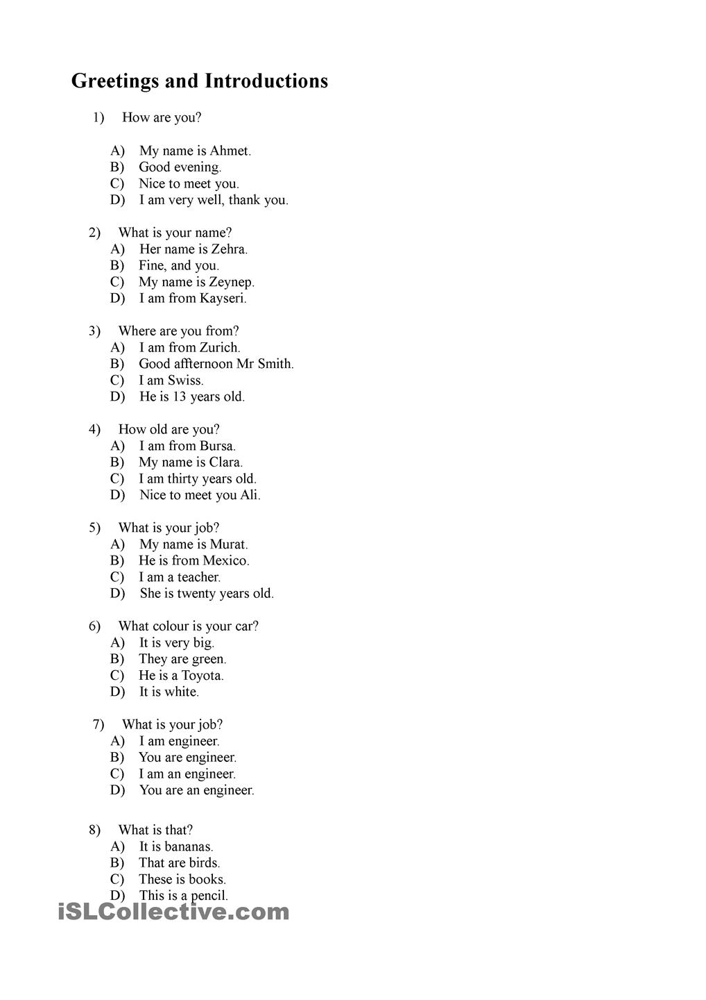 Greetings and Introductions
1) How are you?
A) My name is Ahmet.
B) Good evening.
C) Nice to meet you.
D) I am very well, thank you.
2) What is your name?
A) Her name is Zehra.
B) Fine, and you.
C) My name is Zeynep.
D) I am from Kayseri.
3) Where are you from?
A) I am from Zurich.
B) Good affternoon Mr Smith.
C) I am Swiss.
D) He is 13 years old.
4) How old are you?
A) I am from Bursa.
B) My name is Clara.
C) I am thirty years old.
D) Nice to meet you Ali.
5) What is your job?
A) My name is Murat.
B) He is from Mexico.
C) I am a teacher.
D) She is twenty years old.
6) What colour is your car?
A) It is very big.
B) They are green.
C) He is a Toyota.
D) It is white.
7) What is your job?
A) I am engineer.
B) You are engineer.
C) I am an engineer.
D) You are an engineer.
8) What is that?
A) It is bananas.
B) That are birds.
C) These is books.
D) This is a pencil.
iSLCollective.com